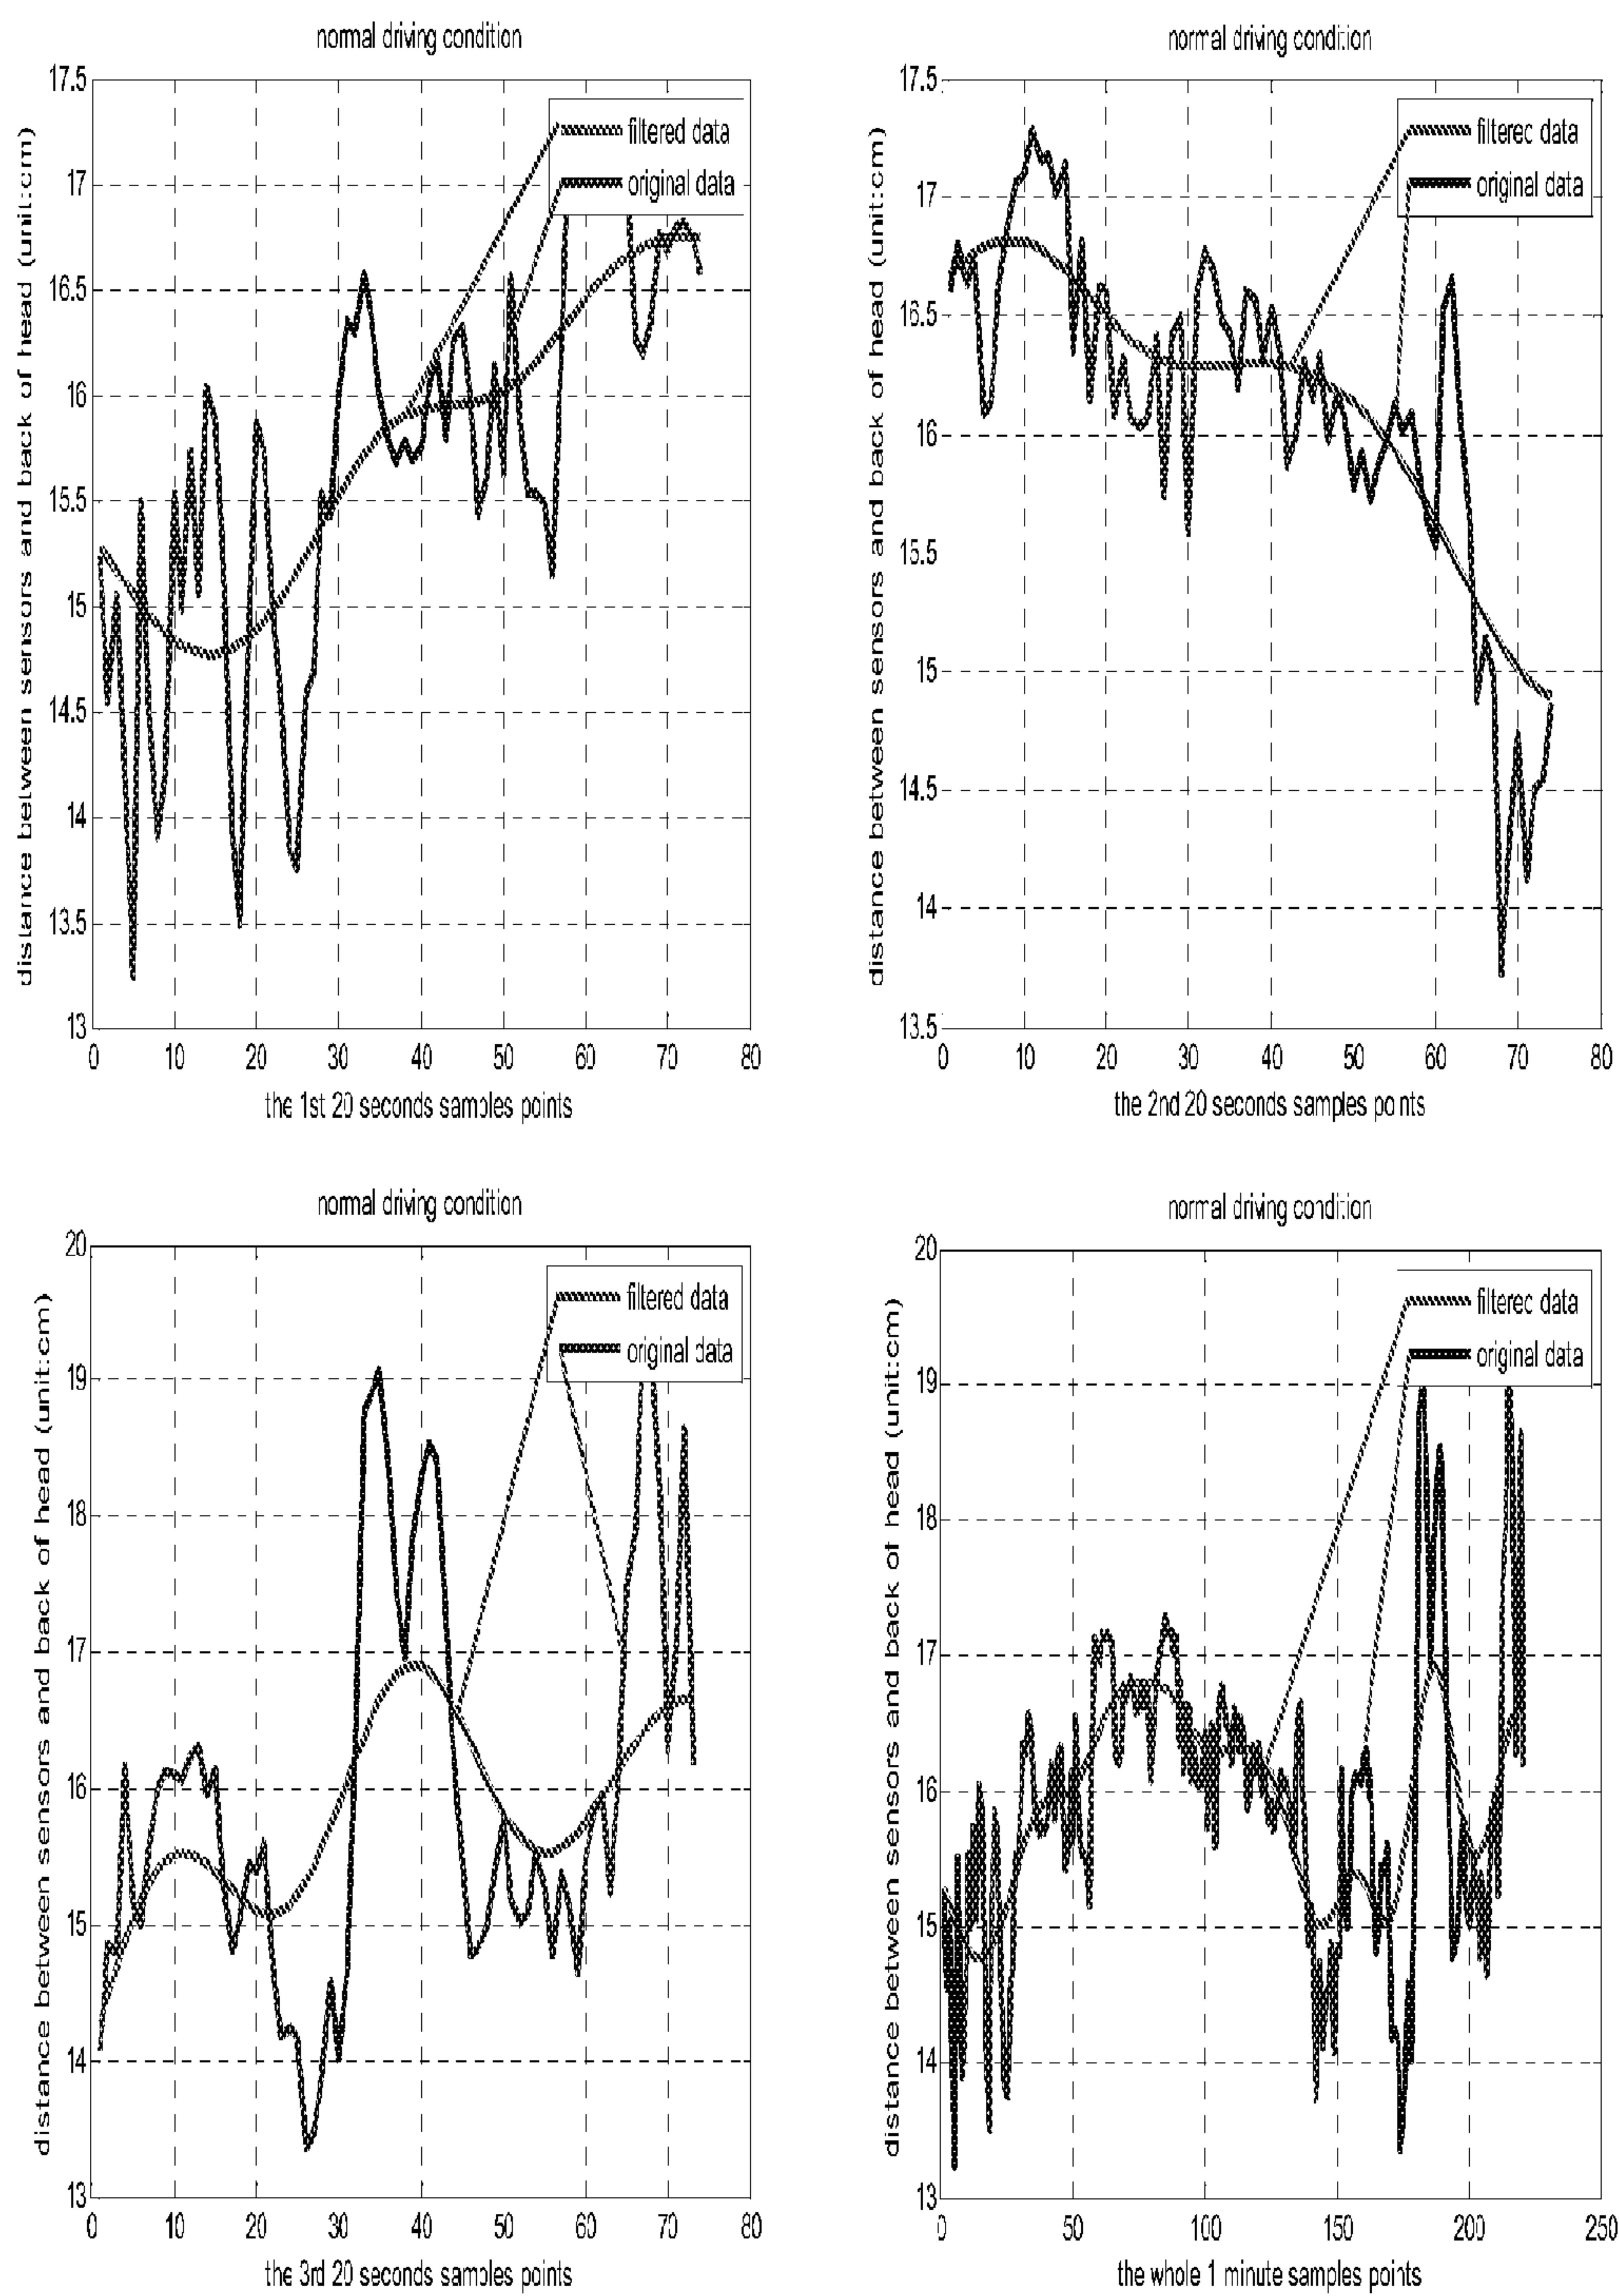 normal driving condition
17.5
17
16.5
16
15.5
15
14.5
14
13.5
13
distance between sensors and back of head (unit:cm)
filtered data
original data
0 10 20 30 40 50 60 70 80
the 1st 20 seconds samples points
normal driving condition
17.5
17
16.5
16
15.5
15
14.5
14
13.5
distance between sensors and back of head (unit:cm)
filterec data
original data
0 10 20 30 40 50 60 70 80
the 2nd 20 seconds samples points
normal driving condition
20
19
18
17
16
15
14
13
distance between sensors and back of head (unit:cm)
filtered data
original data
0 10 20 30 40 50 60 70 80
the 3rd 20 seconds samples points
normal driving condition
20
19
18
17
16
15
14
13
distance between sensors and back of head (unit:cm)
filterec data
original data
0 50 100 150 200 250
the whole 1 minute samples points